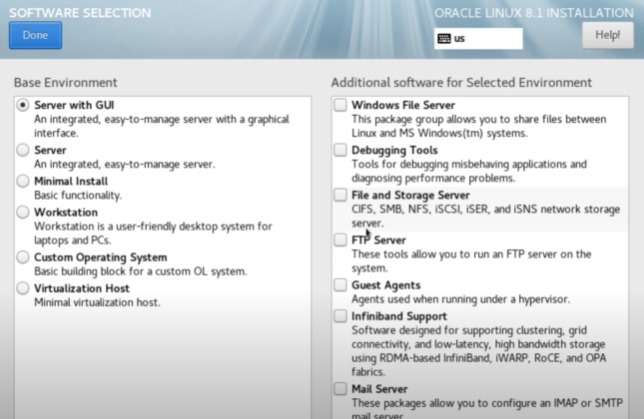 SOFTWARE SELECTION
ORACLE LINUX 8.1 INSTALLATION
Done
us
Help!
Base Environment
Server with GUI
An integrated, easy-to-manage server with a graphical
interface.
Server
An integrated, easy-to-manage server.
Minimal Install
Basic functionality.
Workstation
Workstation is a user-friendly desktop system for
laptops and PCs.
Custom Operating System
Basic building block for a custom OL system.
Virtualization Host
Minimal virtualization host.
Additional software for Selected Environment
Windows File Server
This package group allows you to share files between
Linux and MS Windows(tm) systems.
Debugging Tools
Tools for debugging misbehaving applications and
diagnosing performance problems.
File and Storage Server
CIFS, SMB, NFS, iSCSI, iSER, and iSNS network storage
server.
FTP Server
These tools allow you to run an FTP server on the
system.
Guest Agents
Agents used when running under a hypervisor.
Infiniband Support
Software designed for supporting clustering, grid
connectivity, and low-latency, high bandwidth storage
using RDMA-based InfiniBand, iWARP, RoCE, and OPA
fabrics.
Mail Server
These packages allow you to configure an IMAP or SMTP
mail server.